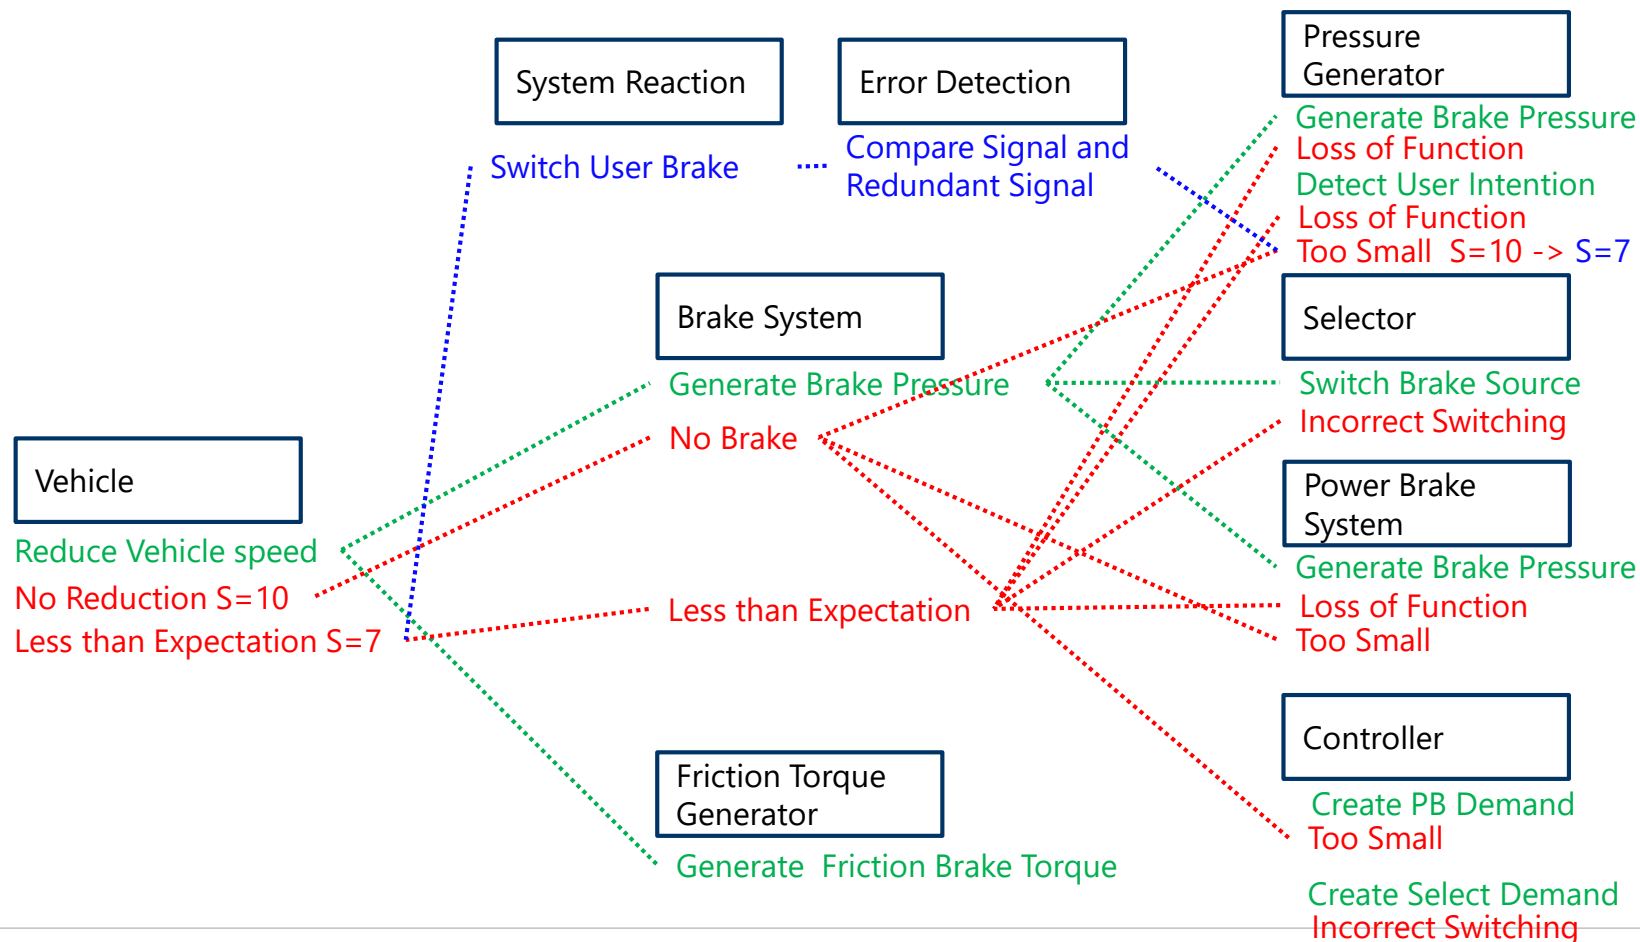 Pressure
Generator
System Reaction
Error Detection
Generate Brake Pressure
Loss of Function
Compare Signal and
Redundant Signal
Switch User Brake
Detect User Intention
Loss of Function
Too Small S=10 -> S=7
Brake System
Selector
Generate Brake Pressure
Switch Brake Source
No Brake
Incorrect Switching
Vehicle
Power Brake
System
Reduce Vehicle speed
Generate Brake Pressure
No Reduction S=10
Less than Expectation
Loss of Function
Less than Expectation S=7
Too Small
Controller
Friction Torque
Generator
Create PB Demand
Too Small
Generate Friction Brake Torque
Create Select Demand
Incorrect Switching